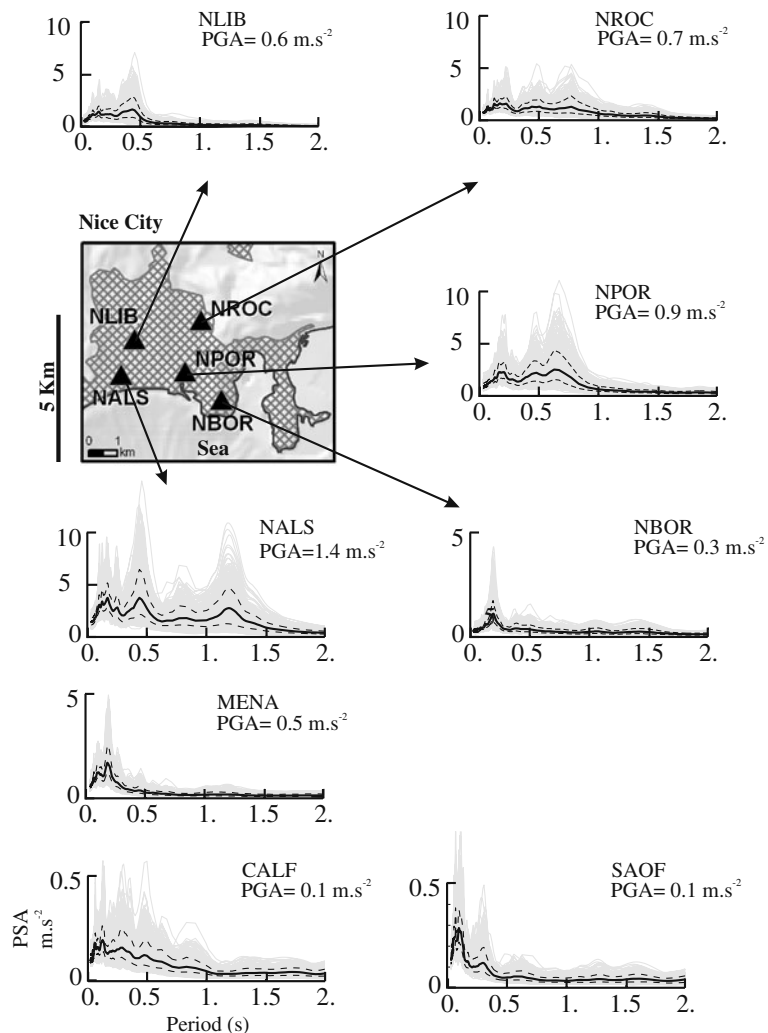 NLIB
PGA= 0.6 m.s-2
10
5
0
0. 0.5 1.0 1.5 2.
NROC
PGA= 0.7 m.s-2
10
5
0
0. 0.5 1. 1.5 2.
Nice City
N
NLIB
NROC
NPOR
NALS
NBOR
Sea
0 1
km
5 Km
NPOR
PGA= 0.9 m.s-2
10
5
0
0. 0.5 1. 1.5 2.
NALS
PGA=1.4 m.s-2
10
5
0
0. 0.5 1. 1.5 2.
NBOR
PGA= 0.3 m.s-2
5
0
0. 0.5 1. 1.5 2.
MENA
PGA= 0.5 m.s-2
5
0
0. 0.5 1. 1.5 2.
CALF
PGA= 0.1 m.s-2
0.5
0
0. 0.5 1. 1.5 2.
PSA
m.s-2
Period (s)
SAOF
PGA= 0.1 m.s-2
0.5
0
0. 0.5 1. 1.5 2.